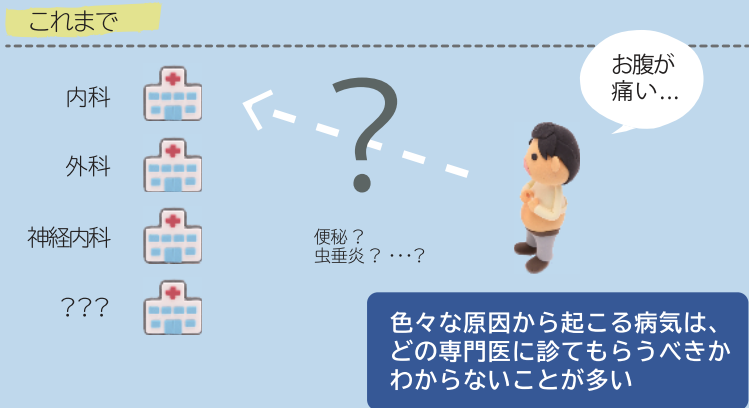 これまで
お腹が
痛い…
内科
外科
神経内科
???
?
便秘?
虫垂炎? …?
色々な原因から起こる病気は、
どの専門医に診てもらうべきか
わからないことが多い